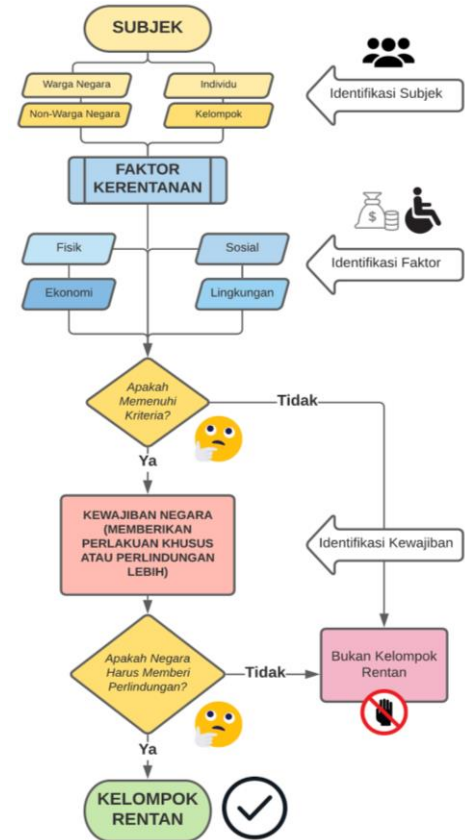 SUBJEK
Warga Negara
Individu
Non-Warga Negara
Kelompok
Identifikasi Subjek
FAKTOR
KERENTANAN
$
Fisik
Sosial
Identifikasi Faktor
Ekonomi
Lingkungan
Apakah
Memenuhi
Kriteria?
Tidak
Ya
KEWAJIBAN NEGARA
(MEMBERIKAN
PERLAKUAN KHUSUS
ATAU PERLINDUNGAN
LEBIH)
Identifikasi Kewajiban
Apakah Negara
Harus Memberi
Perlindungan?
Tidak
Bukan Kelompok
Rentan
Ya
KELOMPOK
RENTAN